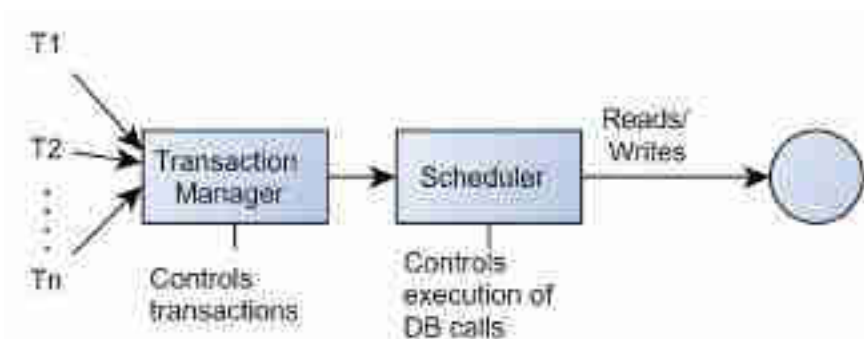 T1
T2
Tn
Transaction
Manager
Controls
transactions
Scheduler
Controls
execution of
DB calls
Reads/
Writes